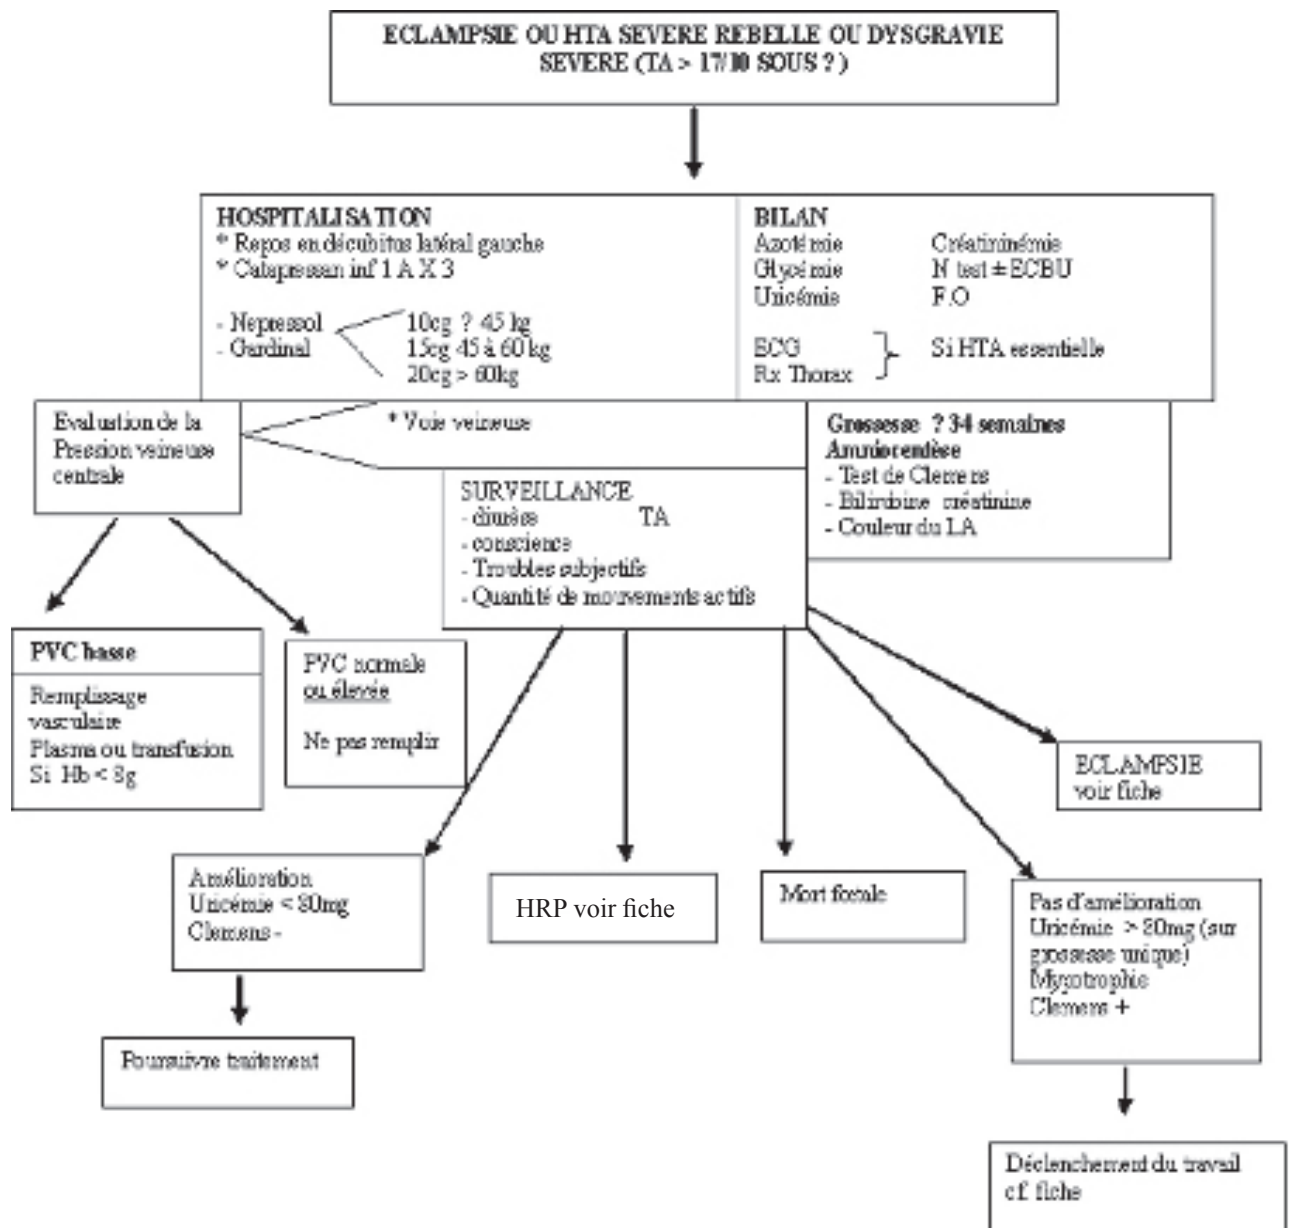 ECLAMPSIE OU HTA SEVERE REBELLE OU DYSGRAVIE
SEVERE (TA > 17/10 SOUS ? )
HOSPITALISATION
* Repos en décubitus latéral gauche
* Catapressan inf 1 A X 3
- Nepressol
- Gardinal
10cg ? 45 kg
15cg 45 à 60 kg
20cg > 60kg
BILAN
Azotémie Créatininémie
Glycémie N test ± ECBU
Uricémie F.O
ECG
Rx Thorax
Si HTA essentielle
Evaluation de la
Pression veineuse
centrale
* Voie veineuse
Grossesse ? 34 semaines
Amniocentèse
- Test de Clemens
- Bilirubine créatinine
- Couleur du LA
SURVEILLANCE
- diurèse TA
- conscience
- Troubles subjectifs
- Quantité de mouvements actifs
PVC basse
Remplissage
vasculaire
Plasma ou transfusion
Si Hb < 8g
PVC normale
ou élevée
Ne pas remplir
ECLAMPSIE
voir fiche
Amélioration
Uricémie < 80mg
Clemens -
HRP voir fiche
Mort foetale
Pas d'amélioration
Uricémie > 80mg (sur
grossesse unique)
Clemens +
Poursuivre traitement
Déclenchement du travail
cf. fiche